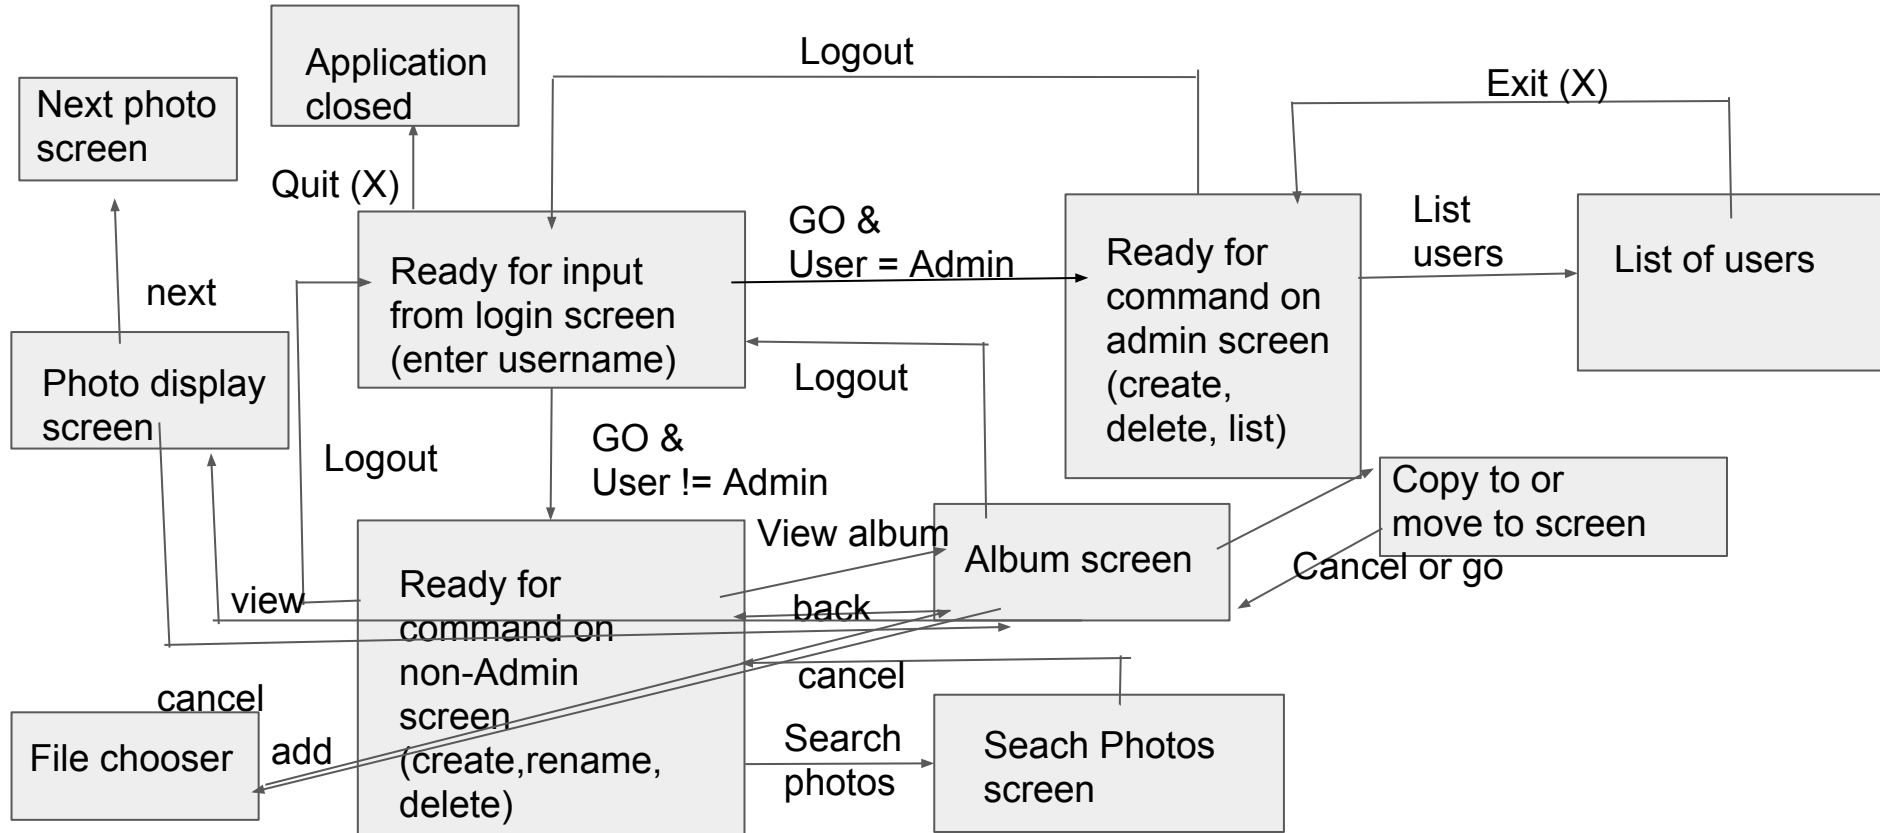 Application
closed
Logout
Exit (X)
Next photo
screen
Quit (X)
GO &
User = Admin
List
users
Ready for input
from login screen
(enter username)
Ready for
command on
admin screen
(create,
delete, list)
List of users
next
Photo display
screen
Logout
Logout
GO &
User != Admin
Copy to or
move to screen
View album
Album screen
Cancel or go
view
back
Ready for
command on
non-Admin
screen
(create,rename,
delete)
cancel
cancel
File chooser
add
Search
photos
Seach Photos
screen